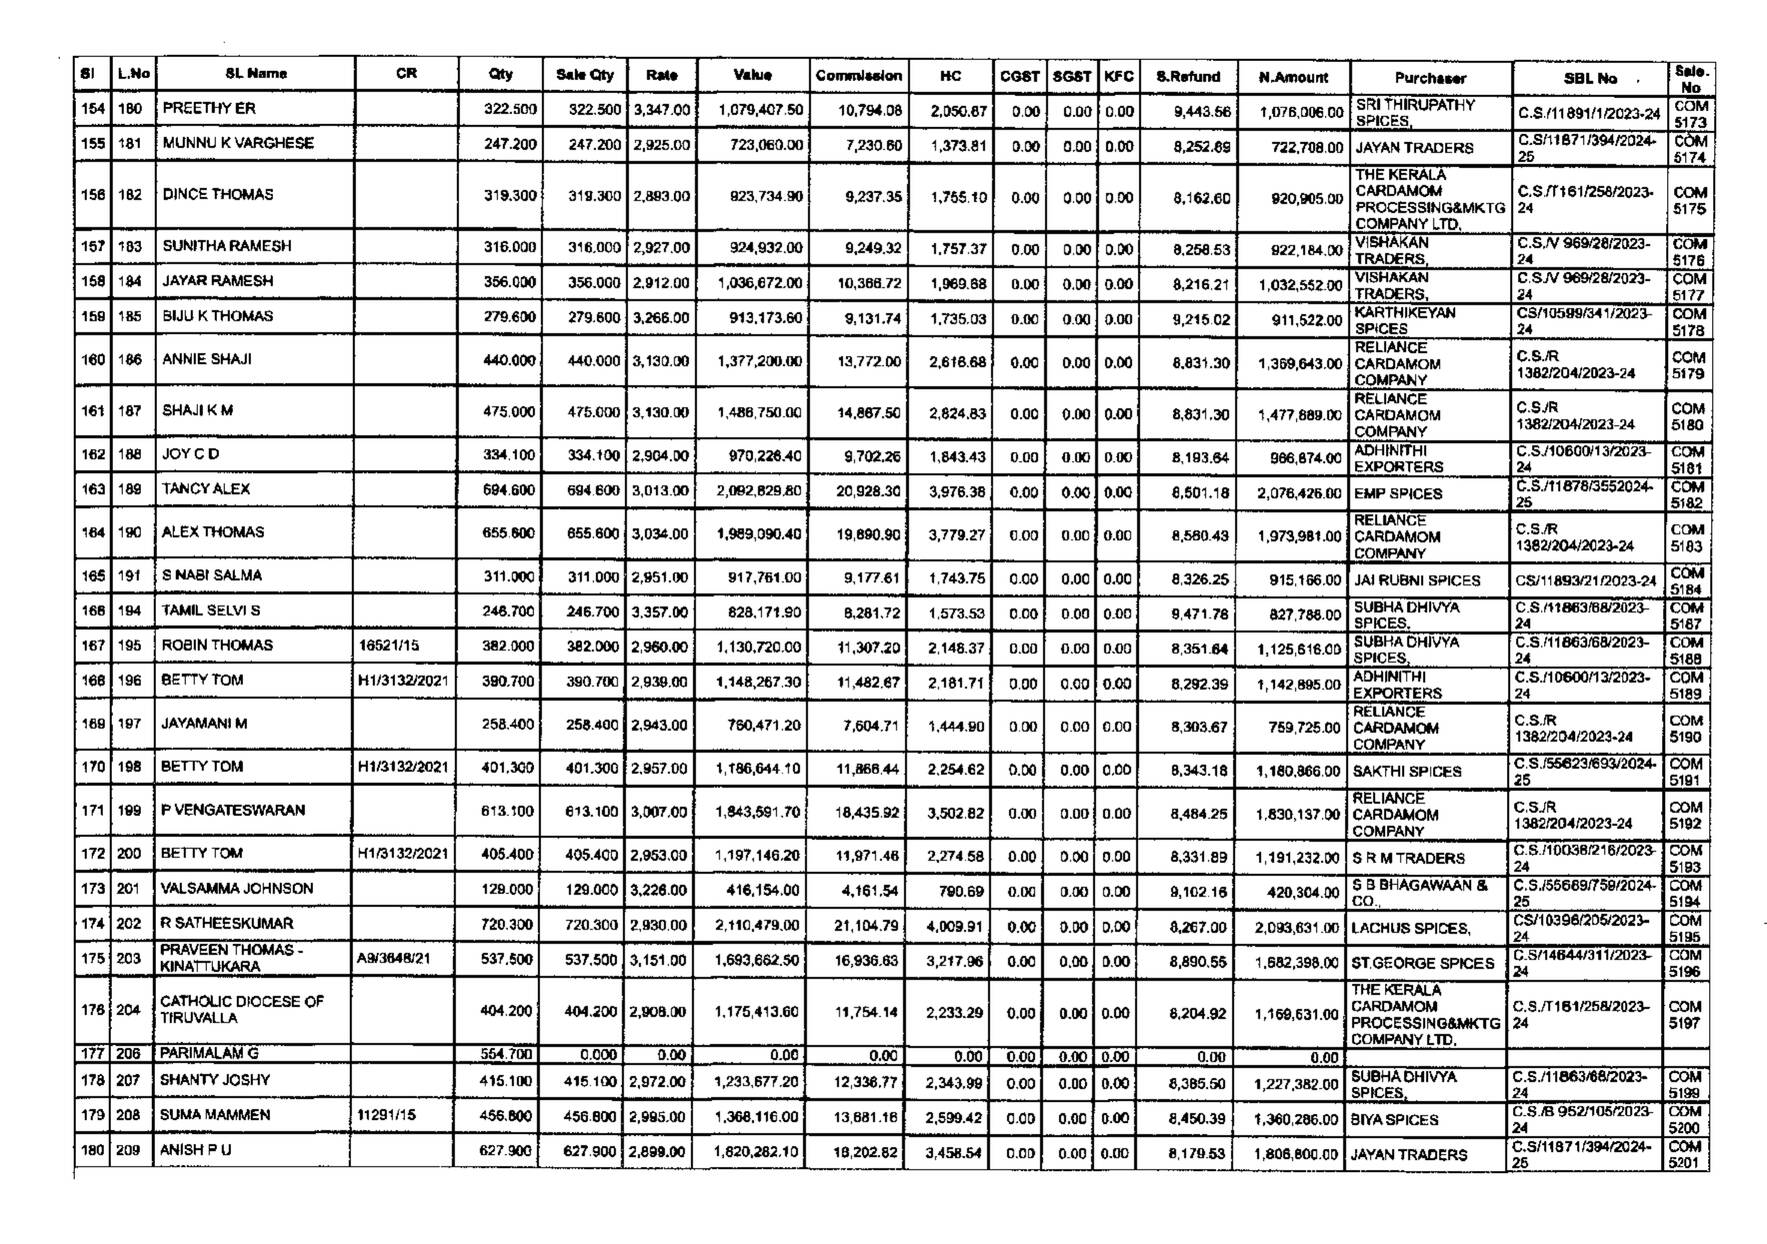 Sl L.No SL Name CR Qty Sale Qty Rate Value Commission HC CGST SGST KFC S.Refund N.Amount Purchaser SBL No Sale. No
154 180 PREETHY ER 322.500 322.500 3,347.00 1,079,407.50 10,794.08 2,050.87 0.00 0.00 0.00 9,443.56 1,076,006.00 SRI THIRUPATHY SPICES, C.S./11891/1/2023-24 COM 5173
155 181 MUNNU K VARGHESE 247.200 247.200 2,925.00 723,060.00 7,230.60 1,373.81 0.00 0.00 0.00 8,252.89 722,708.00 JAYAN TRADERS C.S/11871/394/2024-25 COM 5174
156 182 DINCE THOMAS 319.300 319.300 2,893.00 923,734.90 9,237.35 1,755.10 0.00 0.00 0.00 8,162.60 920,905.00 THE KERALA CARDAMOM PROCESSING&MKTG COMPANY LTD, C.S./T161/258/2023-24 COM 5175
157 183 SUNITHA RAMESH 316.000 316.000 2,927.00 924,932.00 9,249.32 1,757.37 0.00 0.00 0.00 8,258.53 922,184.00 VISHAKAN TRADERS, C.S./V 969/28/2023-24 COM 5176
158 184 JAYAR RAMESH 356.000 356.000 2,912.00 1,036,672.00 10,366.72 1,969.68 0.00 0.00 0.00 8,216.21 1,032,552.00 VISHAKAN TRADERS, C.S./V 969/28/2023-24 COM 5177
159 185 BIJU K THOMAS 279.600 279.600 3,266.00 913,173.60 9,131.74 1,735.03 0.00 0.00 0.00 9,215.02 911,522.00 KARTHIKEYAN SPICES CS/10599/341/2023-24 COM 5178
160 186 ANNIE SHAJI 440.000 440.000 3,130.00 1,377,200.00 13,772.00 2,616.68 0.00 0.00 0.00 8,831.30 1,369,643.00 RELIANCE CARDAMOM COMPANY C.S./R 1382/204/2023-24 COM 5179
161 187 SHAJI K M 475.000 475.000 3,130.00 1,486,750.00 14,867.50 2,824.83 0.00 0.00 0.00 8,831.30 1,477,889.00 RELIANCE CARDAMOM COMPANY C.S./R 1382/204/2023-24 COM 5180
162 188 JOY C D 334.100 334.100 2,904.00 970,226.40 9,702.26 1,843.43 0.00 0.00 0.00 8,193.64 966,874.00 ADHINITHI EXPORTERS C.S./10600/13/2023-24 COM 5181
163 189 TANCY ALEX 694.600 694.600 3,013.00 2,092,829.80 20,928.30 3,976.38 0.00 0.00 0.00 8,501.18 2,076,426.00 EMP SPICES C.S./11878/3552024-25 COM 5182
164 190 ALEX THOMAS 655.600 655.600 3,034.00 1,989,090.40 19,890.90 3,779.27 0.00 0.00 0.00 8,560.43 1,973,981.00 RELIANCE CARDAMOM COMPANY C.S./R 1382/204/2023-24 COM 5183
165 191 S NABI SALMA 311.000 311.000 2,951.00 917,761.00 9,177.61 1,743.75 0.00 0.00 0.00 8,326.25 915,166.00 JAI RUBNI SPICES CS/11893/21/2023-24 COM 5184
166 194 TAMIL SELVI S 246.700 246.700 3,357.00 828,171.90 8,281.72 1,573.53 0.00 0.00 0.00 9,471.78 827,788.00 SUBHA DHIVYA SPICES, C.S./11863/68/2023-24 COM 5187
167 195 ROBIN THOMAS 16521/15 382.000 382.000 2,960.00 1,130,720.00 11,307.20 2,148.37 0.00 0.00 0.00 8,351.64 1,125,616.00 SUBHA DHIVYA SPICES, C.S./11863/68/2023-24 COM 5188
168 196 BETTY TOM H1/3132/2021 390.700 390.700 2,939.00 1,148,267.30 11,482.67 2,181.71 0.00 0.00 0.00 8,292.39 1,142,895.00 ADHINITHI EXPORTERS C.S./10600/13/2023-24 COM 5189
169 197 JAYAMANI M 258.400 258.400 2,943.00 760,471.20 7,604.71 1,444.90 0.00 0.00 0.00 8,303.67 759,725.00 RELIANCE CARDAMOM COMPANY C.S./R 1382/204/2023-24 COM 5190
170 198 BETTY TOM H1/3132/2021 401.300 401.300 2,957.00 1,186,644.10 11,866.44 2,254.62 0.00 0.00 0.00 8,343.18 1,180,866.00 SAKTHI SPICES C.S./55623/693/2024-25 COM 5191
171 199 P VENGATESWARAN 613.100 613.100 3,007.00 1,843,591.70 18,435.92 3,502.82 0.00 0.00 0.00 8,484.25 1,830,137.00 RELIANCE CARDAMOM COMPANY C.S./R 1382/204/2023-24 COM 5192
172 200 BETTY TOM H1/3132/2021 405.400 405.400 2,953.00 1,197,146.20 11,971.46 2,274.58 0.00 0.00 0.00 8,331.89 1,191,232.00 S R M TRADERS C.S./10036/216/2023-24 COM 5193
173 201 VALSAMMA JOHNSON 129.000 129.000 3,226.00 416,154.00 4,161.54 790.69 0.00 0.00 0.00 9,102.16 420,304.00 S B BHAGAWAAN & CO., C.S./55669/759/2024-25 COM 5194
174 202 R SATHEESKUMAR 720.300 720.300 2,930.00 2,110,479.00 21,104.79 4,009.91 0.00 0.00 0.00 8,267.00 2,093,631.00 LACHUS SPICES, CS/10396/205/2023-24 COM 5195
175 203 PRAVEEN THOMAS - KINATTUKARA A9/3648/21 537.500 537.500 3,151.00 1,693,662.50 16,936.63 3,217.96 0.00 0.00 0.00 8,890.55 1,682,398.00 ST.GEORGE SPICES C.S/14644/311/2023-24 COM 5196
176 204 CATHOLIC DIOCESE OF TIRUVALLA 404.200 404.200 2,908.00 1,175,413.60 11,754.14 2,233.29 0.00 0.00 0.00 8,204.92 1,169,631.00 THE KERALA CARDAMOM PROCESSING&MKTG COMPANY LTD, C.S./T161/258/2023-24 COM 5197
177 206 PARIMALAM G 554.700 0.000 0.00 0.00 0.00 0.00 0.00 0.00 0.00 0.00 0.00
178 207 SHANTY JOSHY 415.100 415.100 2,972.00 1,233,677.20 12,336.77 2,343.99 0.00 0.00 0.00 8,385.50 1,227,382.00 SUBHA DHIVYA SPICES, C.S./11863/68/2023-24 COM 5199
179 208 SUMA MAMMEN 11291/15 456.800 456.800 2,995.00 1,368,116.00 13,681.16 2,599.42 0.00 0.00 0.00 8,450.39 1,360,286.00 BIYA SPICES C.S./B 952/105/2023-24 COM 5200
180 209 ANISH P U 627.900 627.900 2,899.00 1,820,282.10 18,202.82 3,458.54 0.00 0.00 0.00 8,179.53 1,806,800.00 JAYAN TRADERS C.S/11871/394/2024-25 COM 5201